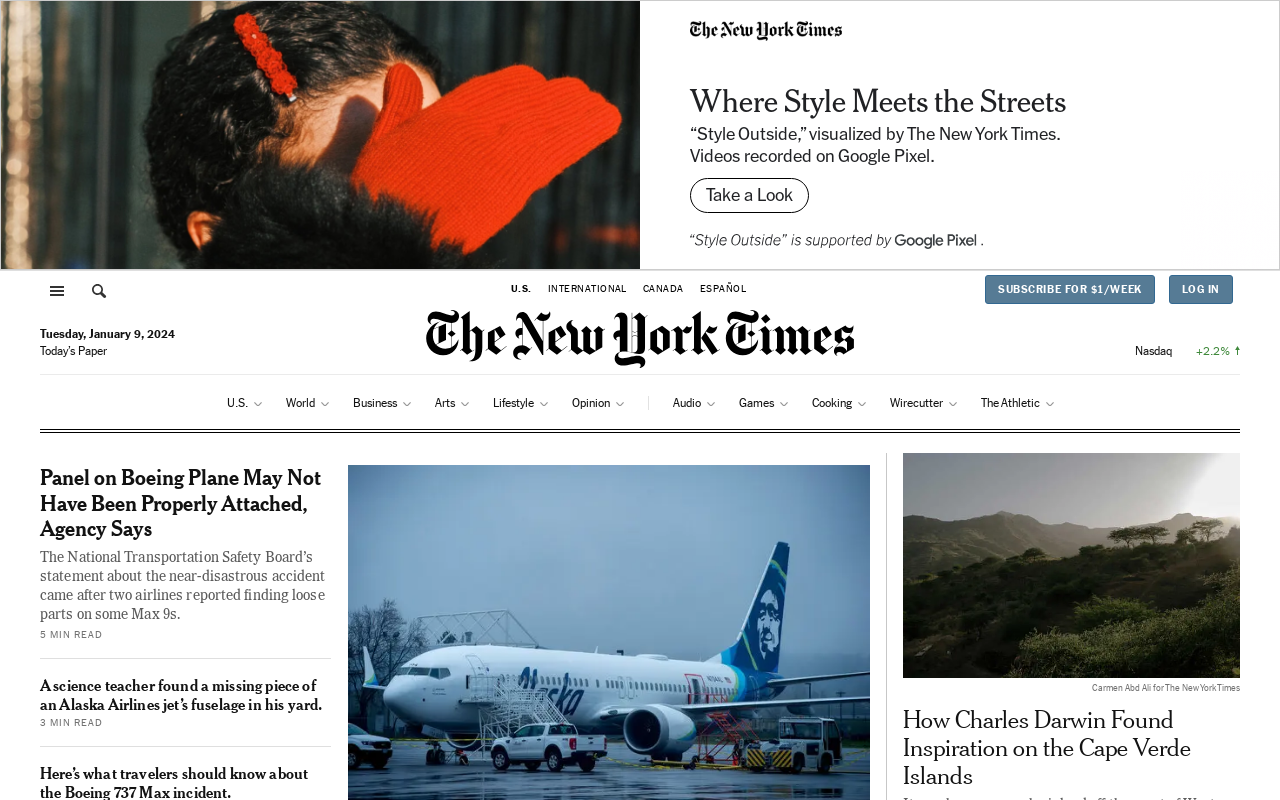 The New York Times
Where Style Meets the Streets
“Style Outside,” visualized by The New York Times.
Videos recorded on Google Pixel.
Take a Look
“Style Outside” is supported by Google Pixel .
U.S. INTERNATIONAL CANADA ESPAÑOL
SUBSCRIBE FOR $1/WEEK LOG IN
Tuesday, January 9, 2024
Today’s Paper
The New York Times
Nasdaq +2.2%
U.S. World Business Arts Lifestyle Opinion Audio Games Cooking Wirecutter The Athletic
Panel on Boeing Plane May Not
Have Been Properly Attached,
Agency Says
The National Transportation Safety Board’s
statement about the near-disastrous accident
came after two airlines reported finding loose
parts on some Max 9s.
5 MIN READ
A science teacher found a missing piece of
an Alaska Airlines jet’s fuselage in his yard.
3 MIN READ
Here’s what travelers should know about
the Boeing 737 Max incident.
Alaska
Carmen Abd Ali for The New York Times
How Charles Darwin Found
Inspiration on the Cape Verde
Islands